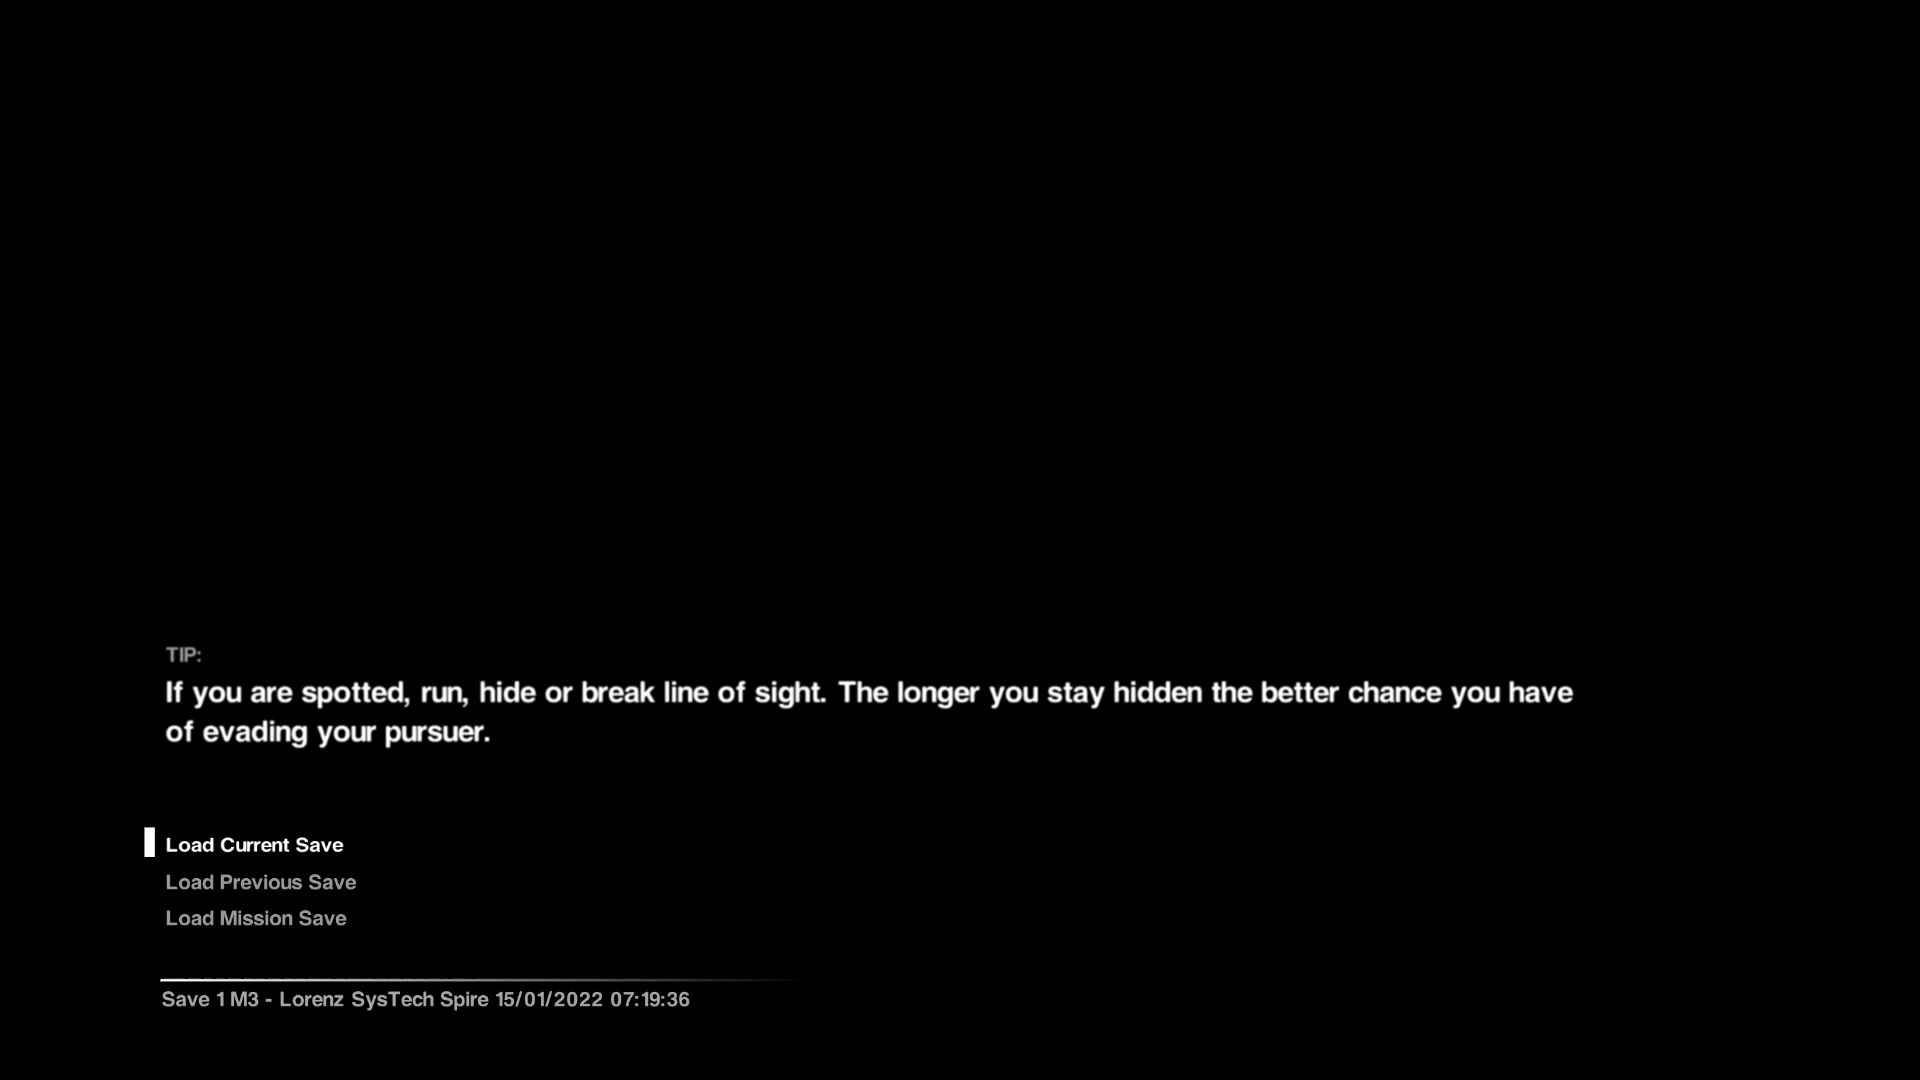 TIP:
If you are spotted, run, hide or break line of sight. The longer you stay hidden the better chance you have
of evading your pursuer.
Load Current Save
Load Previous Save
Load Mission Save
Save 1 M3 - Lorenz SysTech Spire 15/01/2022 07:19:36